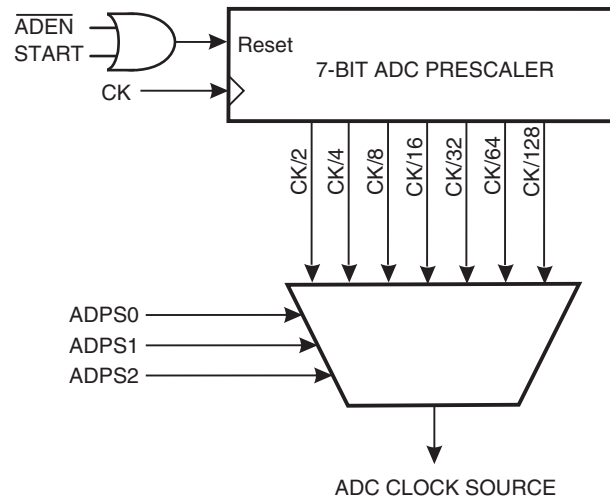 ADEN
START
Reset
7-BIT ADC PRESCALER
CK
CK/2
CK/4
CK/8
CK/16
CK/32
CK/64
CK/128
ADPS0
ADPS1
ADPS2
ADC CLOCK SOURCE